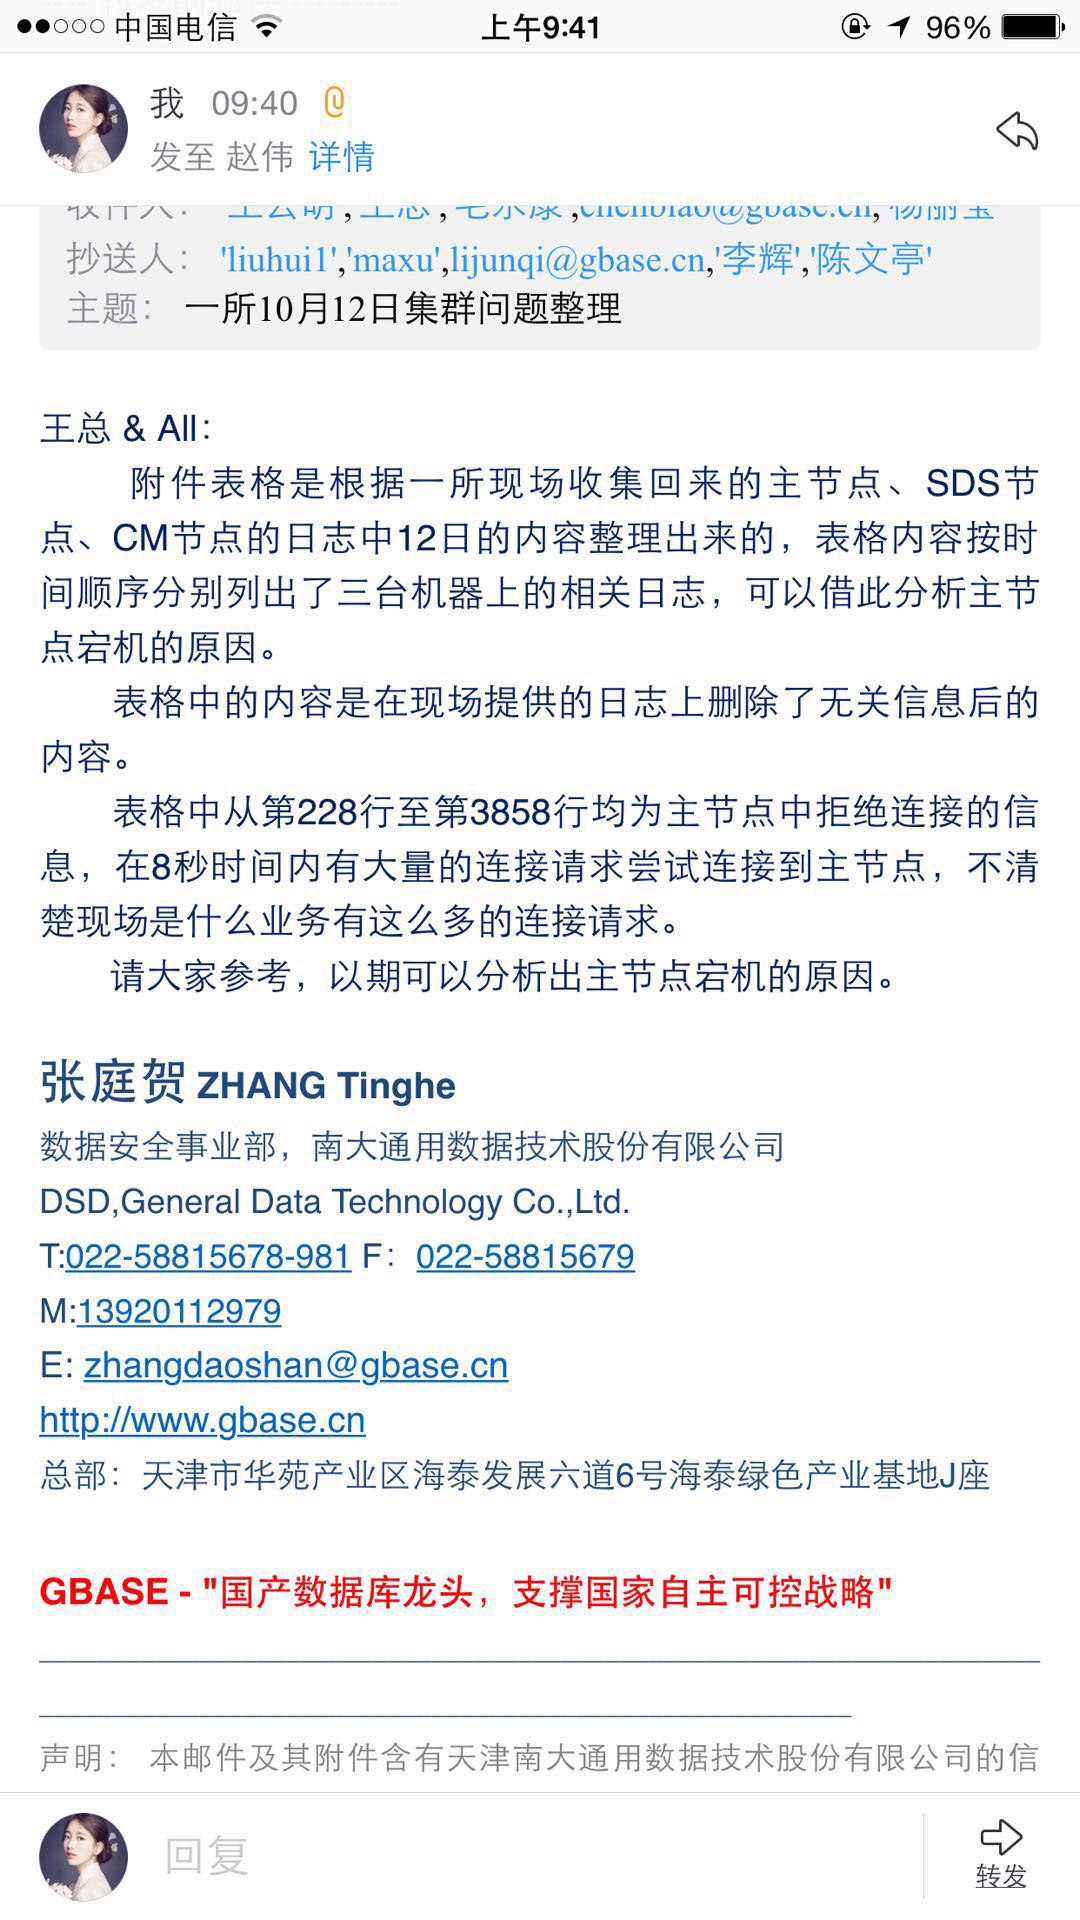 中国电信 上午9:41 96%
我 09:40
发至 赵伟 详情
收件人： chenbiao@gbase.cn,
抄送人： 'liuhui1','maxu',lijunqi@gbase.cn,'李辉','陈文亭'
主题： 一所10月12日集群问题整理
王总 & All：
附件表格是根据一所现场收集回来的主节点、SDS节
点、CM节点的日志中12日的内容整理出来的，表格内容按时
间顺序分别列出了三台机器上的相关日志，可以借此分析主节
点宕机的原因。
表格中的内容是在现场提供的日志上删除了无关信息后的
内容。
表格中从第228行至第3858行均为主节点中拒绝连接的信
息，在8秒时间内有大量的连接请求尝试连接到主节点，不清
楚现场是什么业务有这么多的连接请求。
请大家参考，以期可以分析出主节点宕机的原因。
张庭贺 ZHANG Tinghe
数据安全事业部，南大通用数据技术股份有限公司
DSD,General Data Technology Co.,Ltd.
T:022-58815678-981 F：022-58815679
M:13920112979
E: zhangdaoshan@gbase.cn
http://www.gbase.cn
总部：天津市华苑产业区海泰发展六道6号海泰绿色产业基地J座
GBASE - "国产数据库龙头，支撑国家自主可控战略"
声明： 本邮件及其附件含有天津南大通用数据技术股份有限公司的信
回复
转发